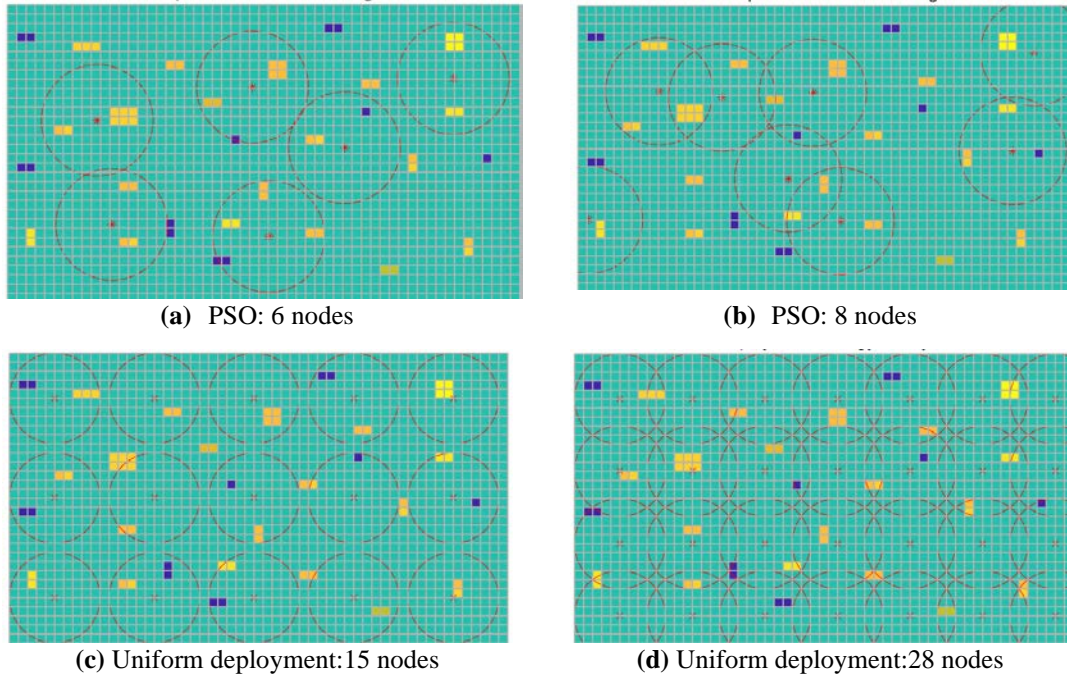 (a) PSO: 6 nodes
(b) PSO: 8 nodes
(c) Uniform deployment:15 nodes
(d) Uniform deployment:28 nodes